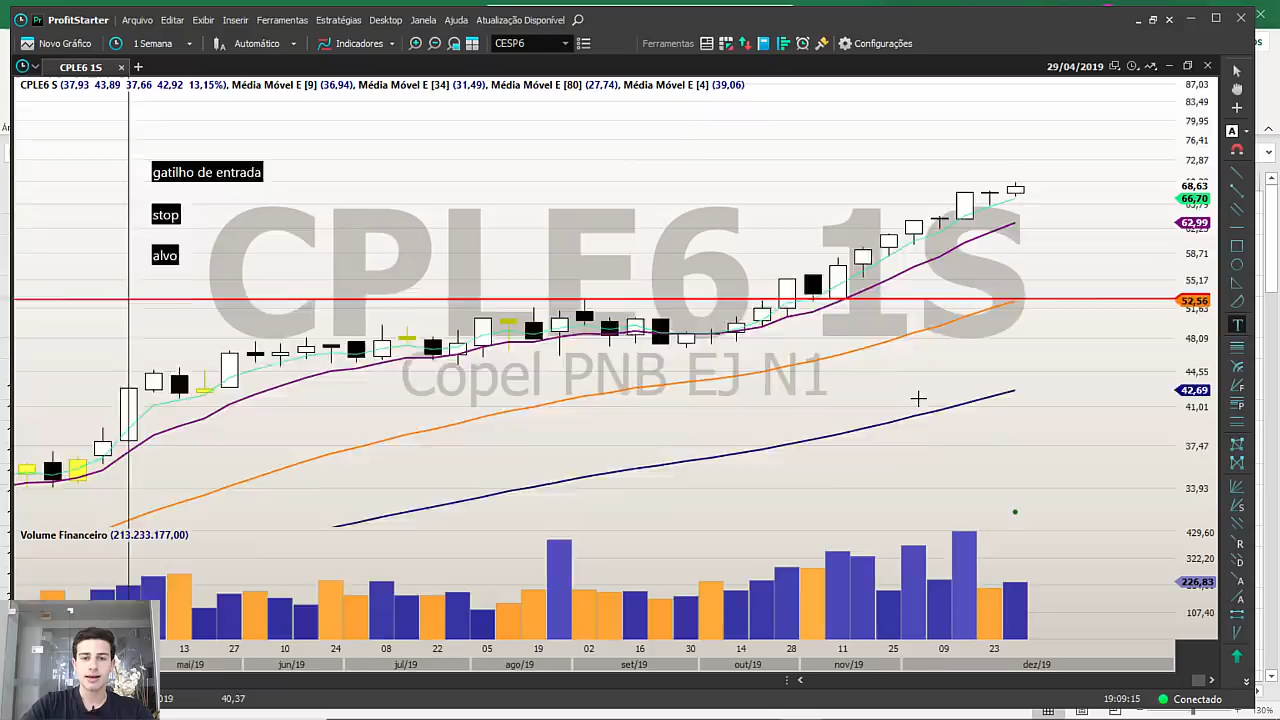 ProfitStarter Arquivo Editar Exibir Inserir Ferramentas Estratégias Desktop Janela Ajuda Atualização Disponível
Novo Gráfico 1 Semana Automático Indicadores CESP6 Ferramentas Configurações
CPLE6 1S 29/04/2019
CPLE6 S (37,93 43,89 37,66 42,92 13,15%), Média Móvel E [9] (36,94), Média Móvel E [34] (31,49), Média Móvel E [80] (27,74), Média Móvel E [4] (39,06)
87,03
83,49
79,95
76,41
72,87
68,63
66,70
62,99
58,71
55,17
52,56
51,63
48,09
44,55
42,69
41,01
37,47
33,93
gatilho de entrada
stop
alvo
CPLE6 1S
Copel PNB EJ N1
Volume Financeiro (213.233.177,00)
429,60
322,20
226,83
107,40
13 27 10 24 08 22 05 19 02 16 30 14 28 11 25 09 23
mai/19 jun/19 jul/19 ago/19 set/19 out/19 nov/19 dez/19
2019 40,37 19:09:15 Conectado
30%